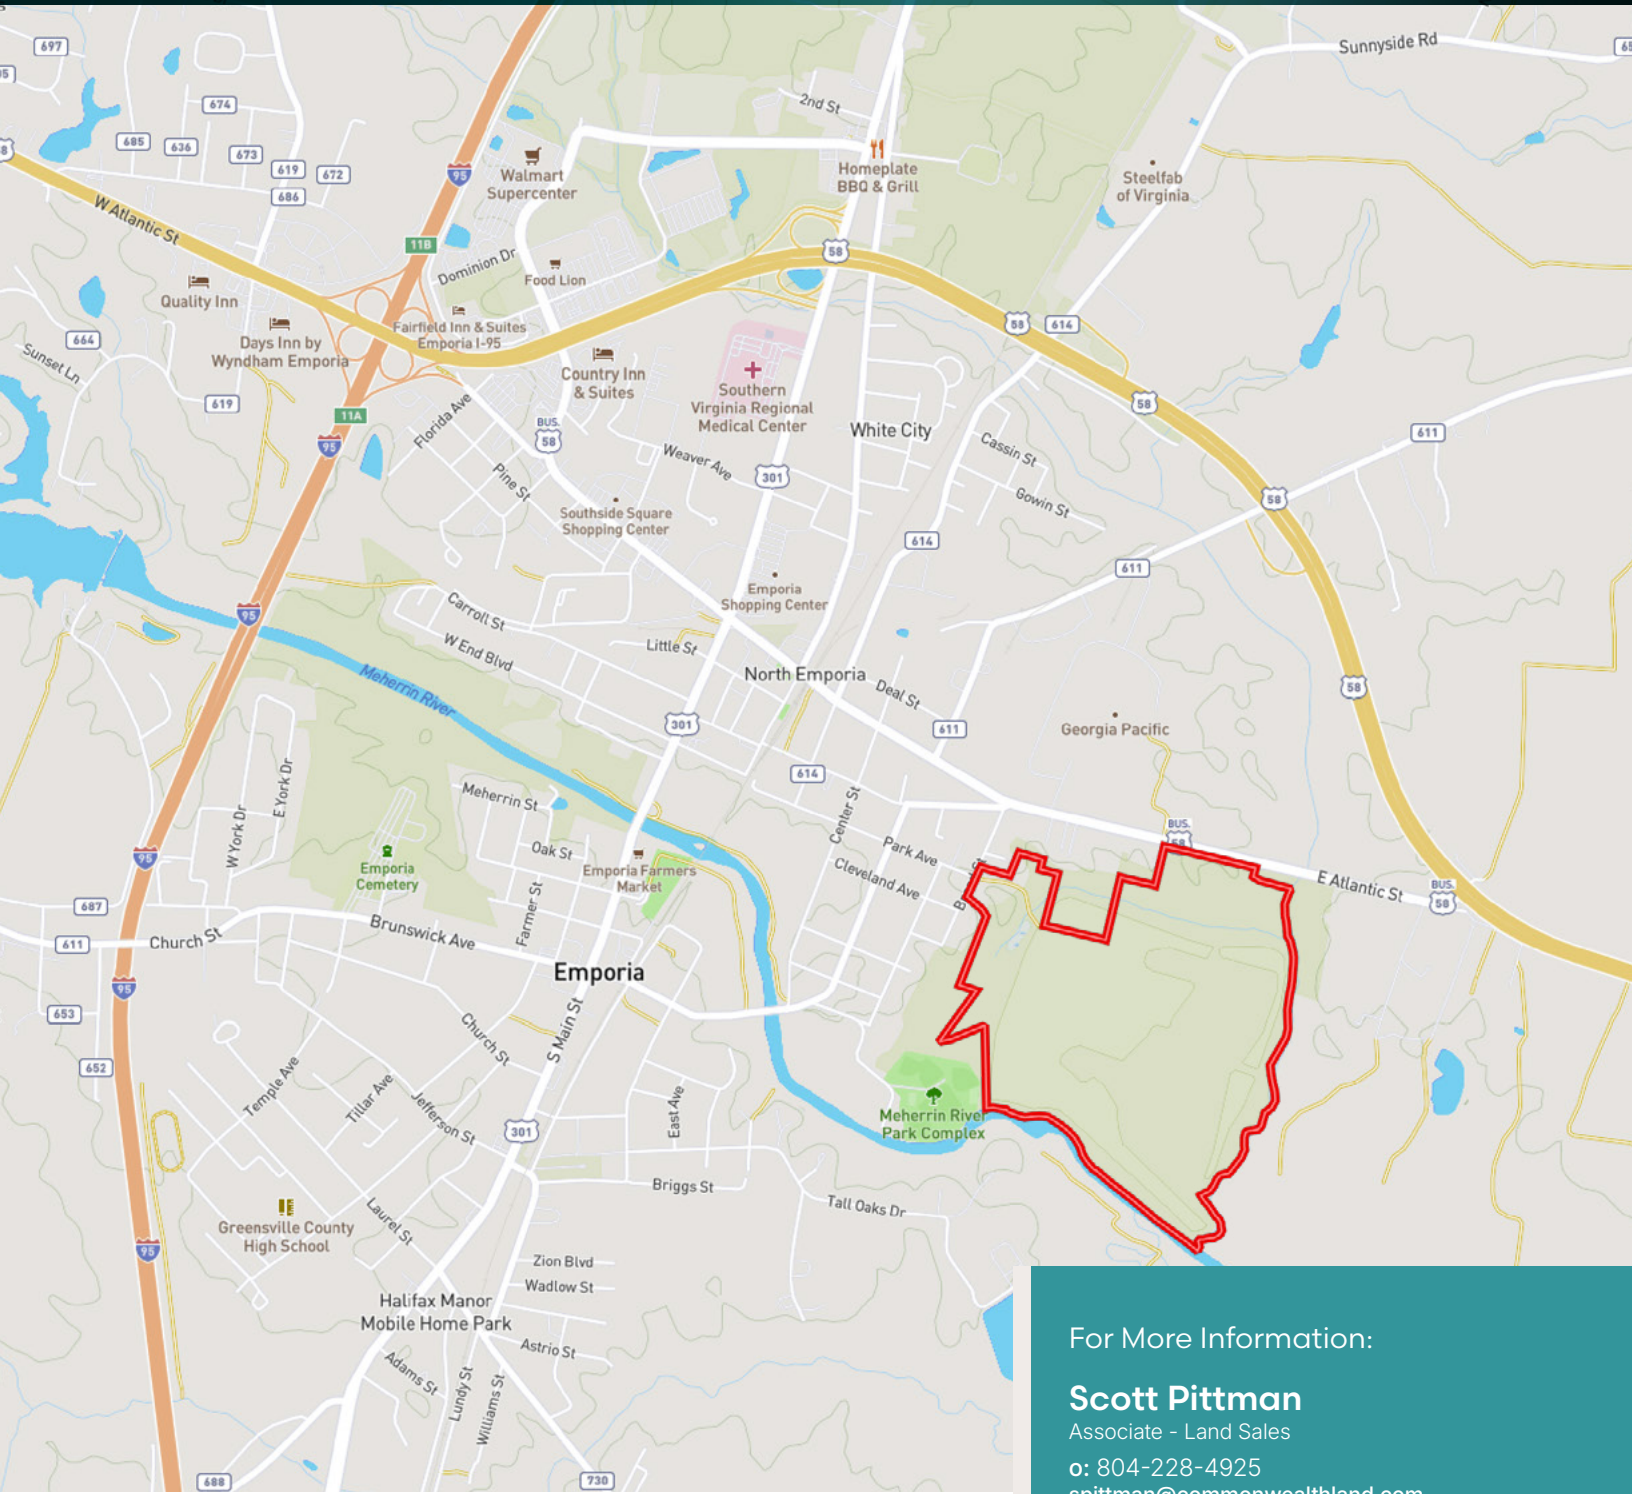 697
Sunnyside Rd
674
2nd St
685
636
673
619
672
686
95
Walmart
Supercenter
Homeplate
BBQ & Grill
Steelfab
of Virginia
W Atlantic St
11B
58
Dominion Dr
Food Lion
Quality Inn
Fairfield Inn & Suites
Emporia I-95
58
614
664
Days Inn by
Wyndham Emporia
Sunset Ln
Country Inn
& Suites
Southern
Virginia Regional
Medical Center
619
11A
Florida Ave
58
BUS.
58
White City
611
95
Weaver Ave
Cassin St
301
Pine St
Gowin St
58
Southside Square
Shopping Center
614
611
Emporia
Shopping Center
95
Carroll St
W End Blvd
Little St
North Emporia
Meherrin River
Deal St
58
301
611
Georgia Pacific
614
E York Dr
Meherrin St
W York Dr
Center St
BUS.
58
Oak St
Park Ave
95
Emporia
Cemetery
Emporia Farmers
Market
Cleveland Ave
E Atlantic St
BUS.
58
687
Farmer St
Brunswick Ave
Church St
611
Emporia
95
653
Church St
S Main St
652
Temple Ave
Tillar Ave
Jefferson St
East Ave
Meherrin River
Park Complex
301
Briggs St
Tall Oaks Dr
Laurel St
Greensville County
High School
95
Zion Blvd
Wadlow St
Halifax Manor
Mobile Home Park
Astrio St
Adams St
Lundy St
Williams St
688
730
For More Information:
Scott Pittman
Associate - Land Sales
o: 804-228-4925
spittman@commonwealthland.com